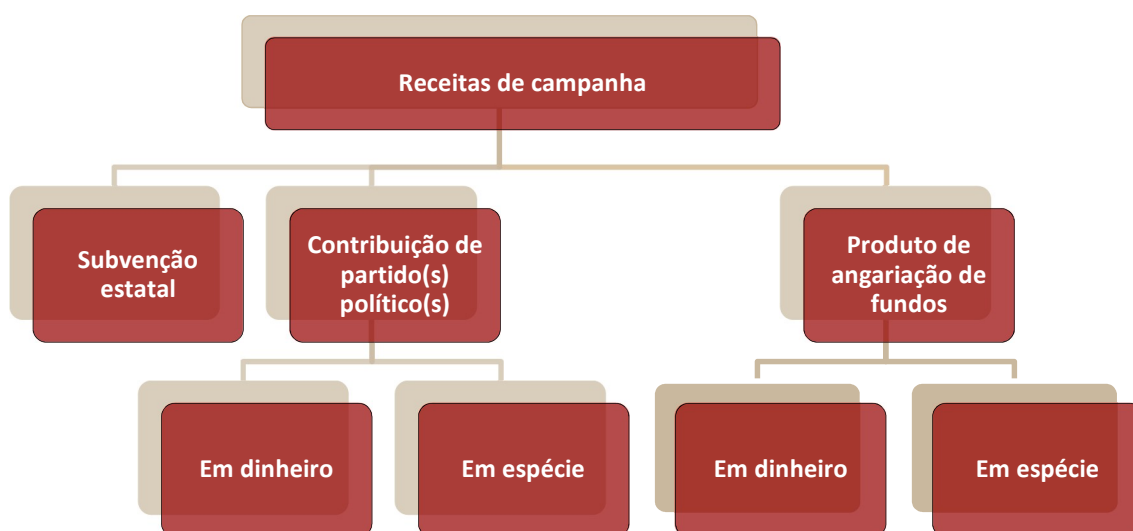 Receitas de campanha
Subvenção
estatal
Contribuição de
partido(s)
político(s)
Produto de
angariação de
fundos
Em dinheiro
Em espécie
Em dinheiro
Em espécie